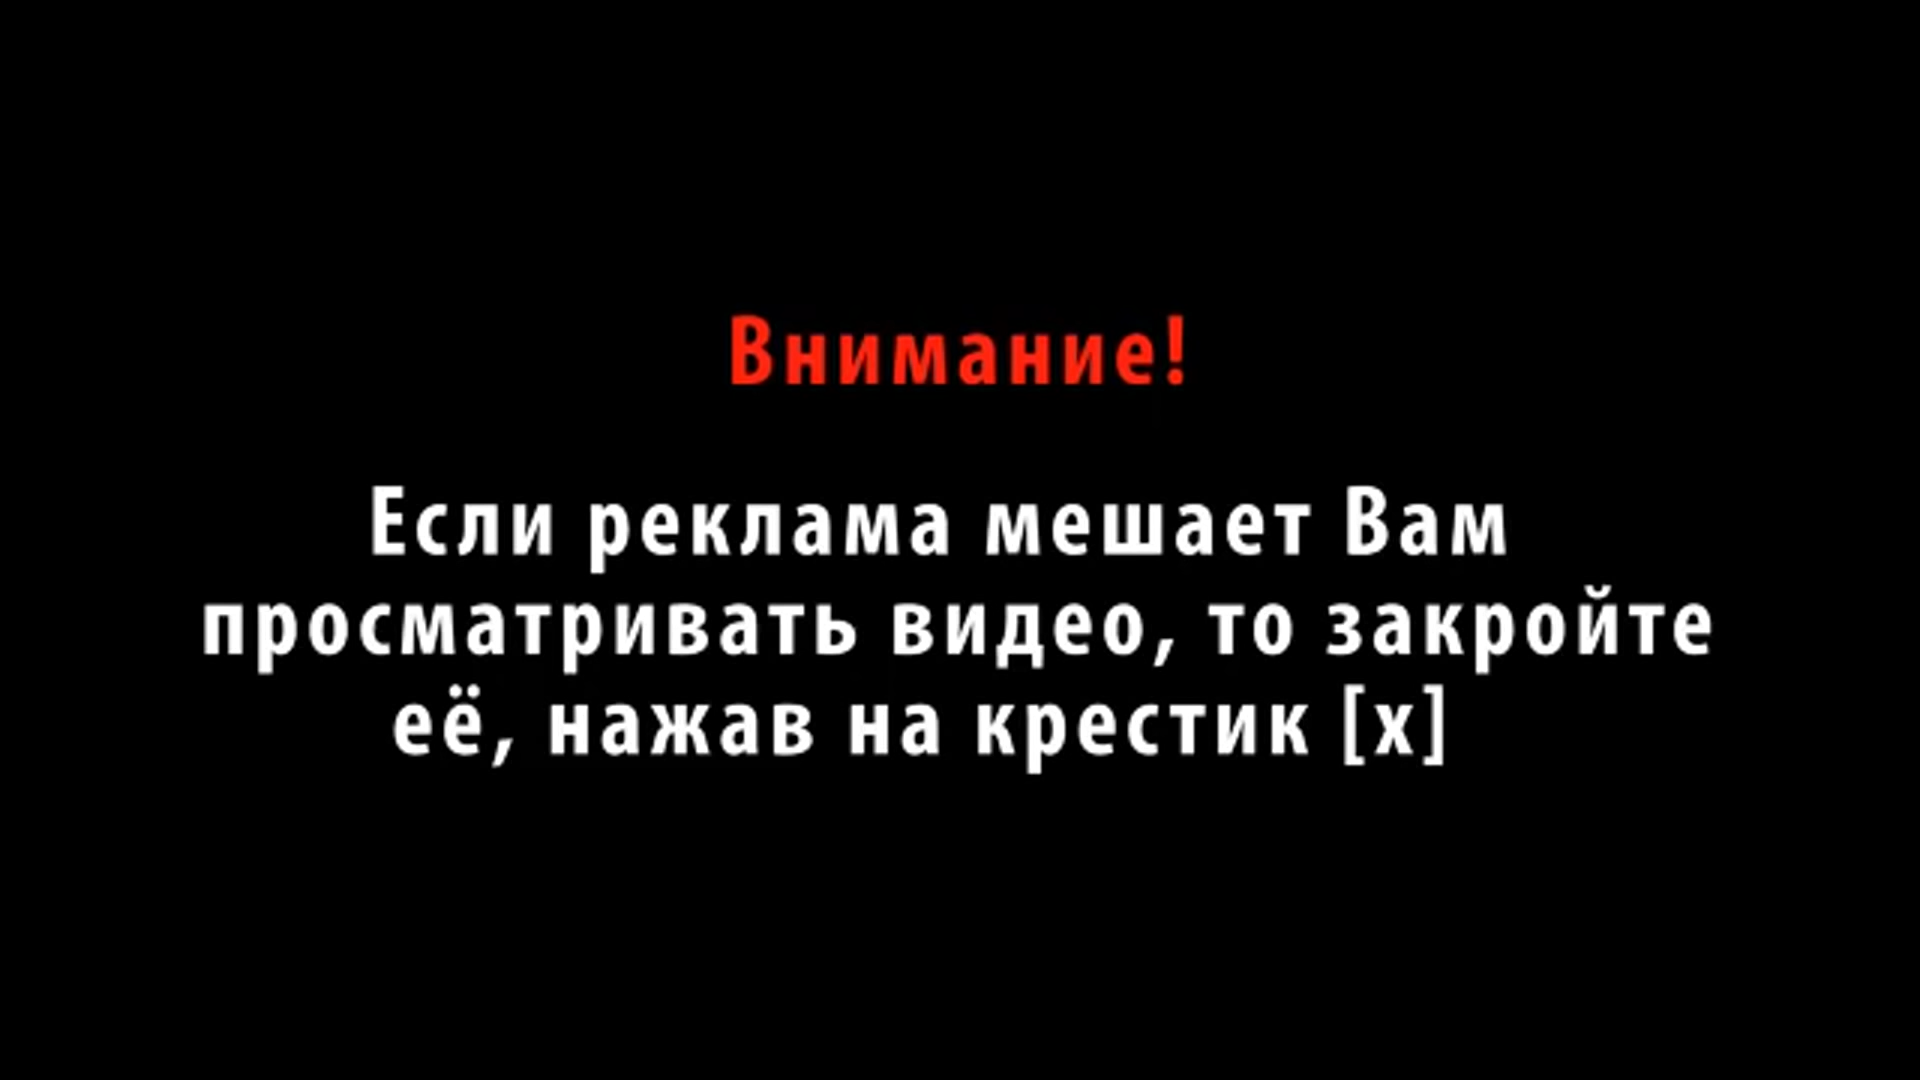 Внимание!
Если реклама мешает Вам
просматривать видео, то закройте
её, нажав на крестик [x]